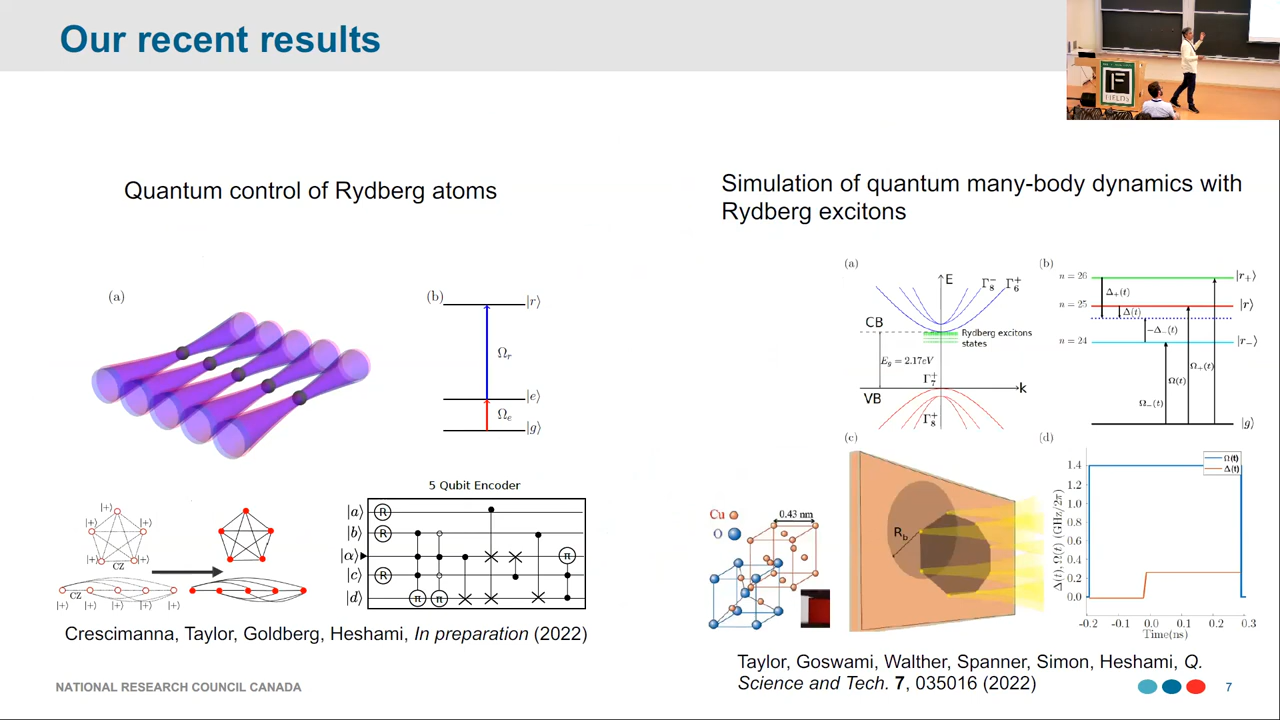 Our recent results
FIELDS
Quantum control of Rydberg atoms
(a)
(b)
|r⟩
Ω_r
|e⟩
Ω_e
|g⟩
|+⟩
|+⟩ |+⟩
|+⟩ |+⟩
CZ
CZ
|+⟩ |+⟩ |+⟩ |+⟩ |+⟩
5 Qubit Encoder
|a⟩ R
|b⟩
|α⟩ π
|c⟩ R
|d⟩ π π
Crescimanna, Taylor, Goldberg, Heshami, In preparation (2022)
Simulation of quantum many-body dynamics with
Rydberg excitons
(a)
E
Γ₈⁻ Γ₆⁺
CB
Rydberg excitons
states
E_g = 2.17eV
Γ₇⁺
VB
k
Γ₈⁺
(b)
n = 26 |r₊⟩
Δ₊(t)
n = 25 |r⟩
Δ(t)
−Δ₋(t)
n = 24 |r₋⟩
Ω₊(t)
Ω(t)
Ω₋(t)
|g⟩
(c)
R_b
Cu
O
0.43 nm
(d)
Ω(t)
Δ(t)
Δ(t), Ω(t) (GHz/2π)
1.4
1.2
1.0
0.8
0.6
0.4
0.2
0.0
-0.2 -0.1 0.0 0.1 0.2 0.3
Time(ns)
Taylor, Goswami, Walther, Spanner, Simon, Heshami, Q.
Science and Tech. 7, 035016 (2022)
NATIONAL RESEARCH COUNCIL CANADA
7